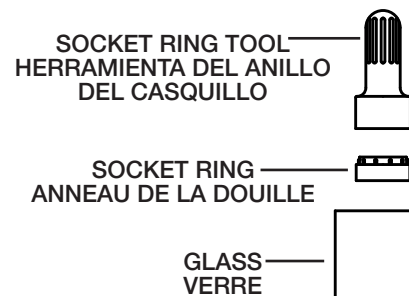 SOCKET RING TOOL
HERRAMIENTA DEL ANILLO
DEL CASQUILLO
SOCKET RING
ANNEAU DE LA DOUILLE
GLASS
VERRE